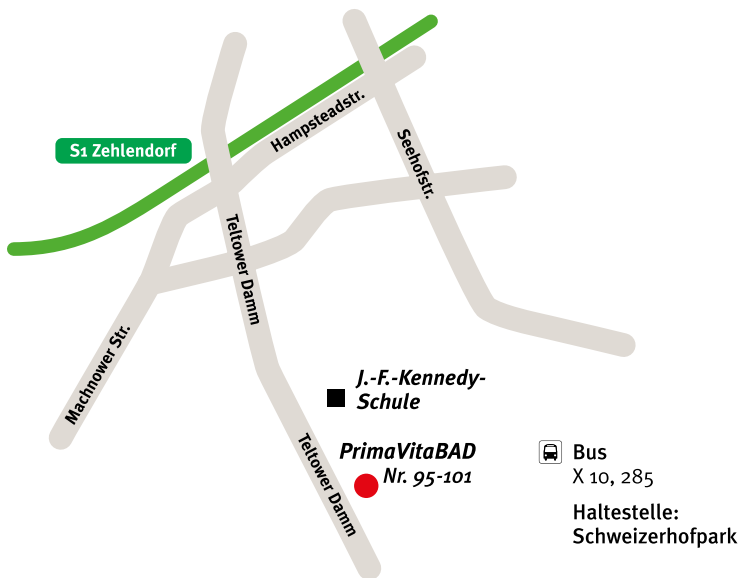 Hampsteadstr.
S1 Zehlendorf
Seehofstr.
Teltower Damm
Machnower Str.
J.-F.-Kennedy-
Schule
Teltower Damm
PrimaVitaBAD
Nr. 95-101
Bus
X 10, 285
Haltestelle:
Schweizerhofpark